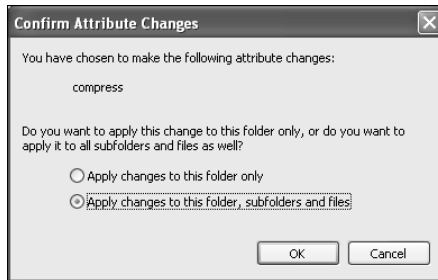 Confirm Attribute Changes
You have chosen to make the following attribute changes:
compress
Do you want to apply this change to this folder only, or do you want to
apply it to all subfolders and files as well?
Apply changes to this folder only
Apply changes to this folder, subfolders and files
OK
Cancel